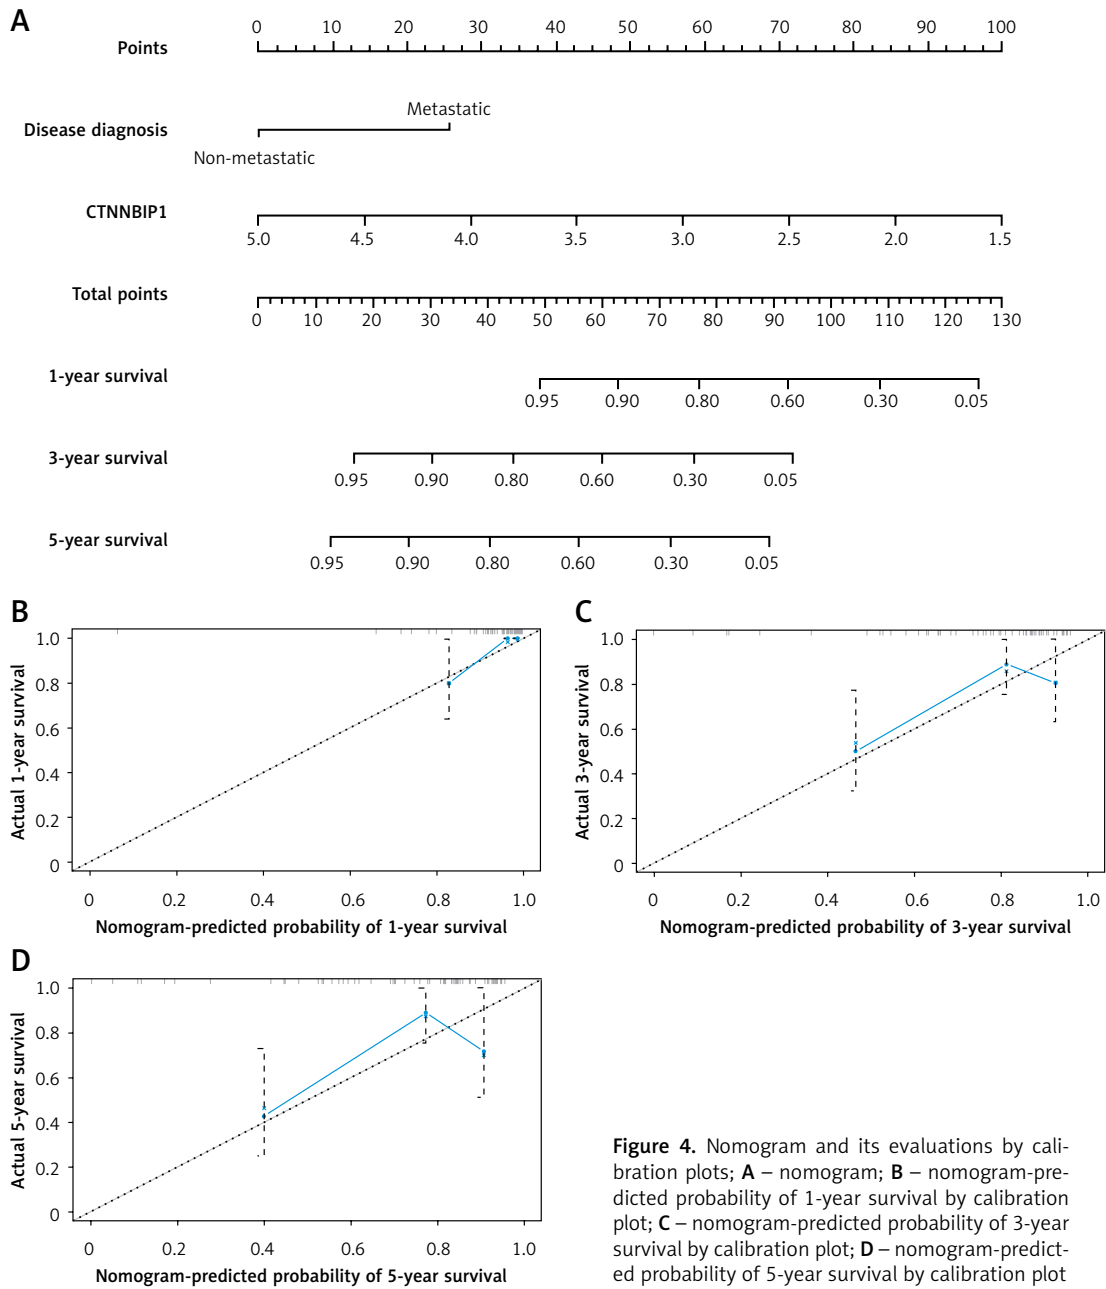 A
0 10 20 30 40 50 60 70 80 90 100
Points
Metastatic
Disease diagnosis
Non-metastatic
CTNNBIP1
5.0 4.5 4.0 3.5 3.0 2.5 2.0 1.5
Total points
0 10 20 30 40 50 60 70 80 90 100 110 120 130
1-year survival
0.95 0.90 0.80 0.60 0.30 0.05
3-year survival
0.95 0.90 0.80 0.60 0.30 0.05
5-year survival
0.95 0.90 0.80 0.60 0.30 0.05
B
Actual 1-year survival
1.0
0.8
0.6
0.4
0.2
0
0 0.2 0.4 0.6 0.8 1.0
Nomogram-predicted probability of 1-year survival
C
Actual 3-year survival
1.0
0.8
0.6
0.4
0.2
0
0 0.2 0.4 0.6 0.8 1.0
Nomogram-predicted probability of 3-year survival
D
Actual 5-year survival
1.0
0.8
0.6
0.4
0.2
0
0 0.4 0.4 0.6 0.8 1.0
Nomogram-predicted probability of 5-year survival
Figure 4. Nomogram and its evaluations by cali-
bration plots; A – nomogram; B – nomogram-pre-
dicted probability of 1-year survival by calibration
plot; C – nomogram-predicted probability of 3-year
survival by calibration plot; D – nomogram-predict-
ed probability of 5-year survival by calibration plot